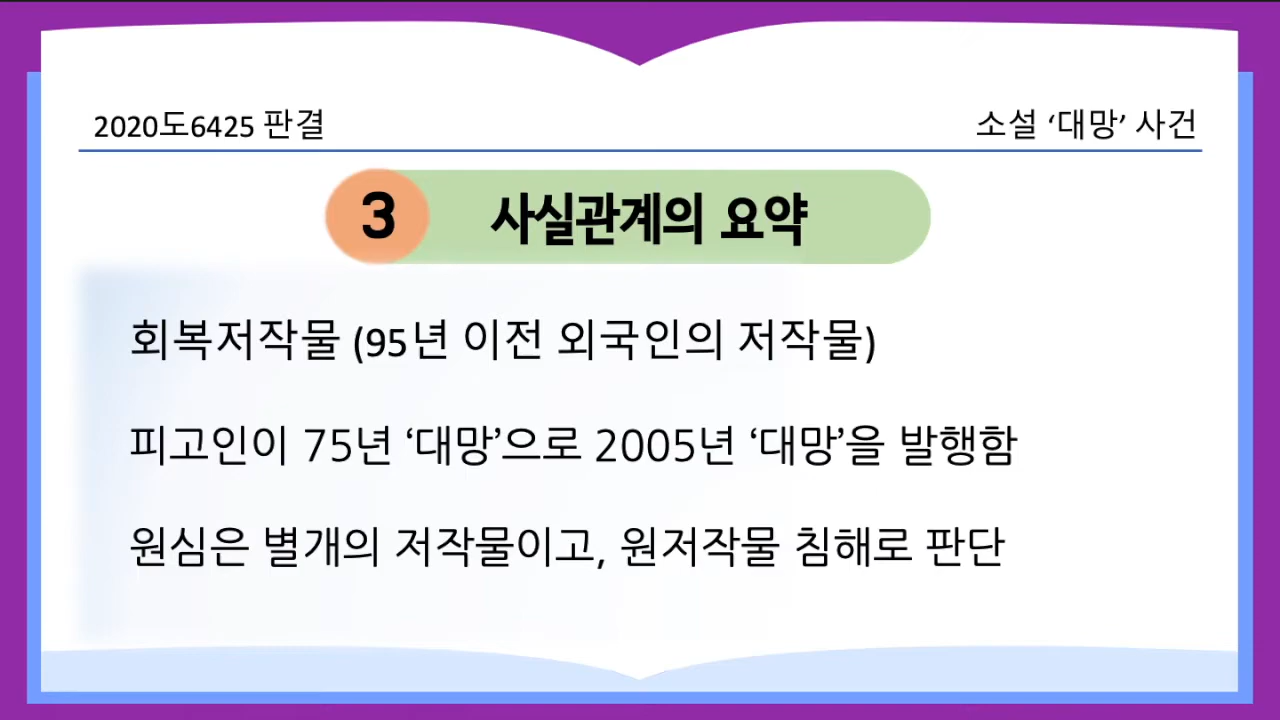 2020도6425 판결
소설 ‘대망’ 사건
3 사실관계의 요약
회복저작물 (95년 이전 외국인의 저작물)
피고인이 75년 ‘대망’으로 2005년 ‘대망’을 발행함
원심은 별개의 저작물이고, 원저작물 침해로 판단